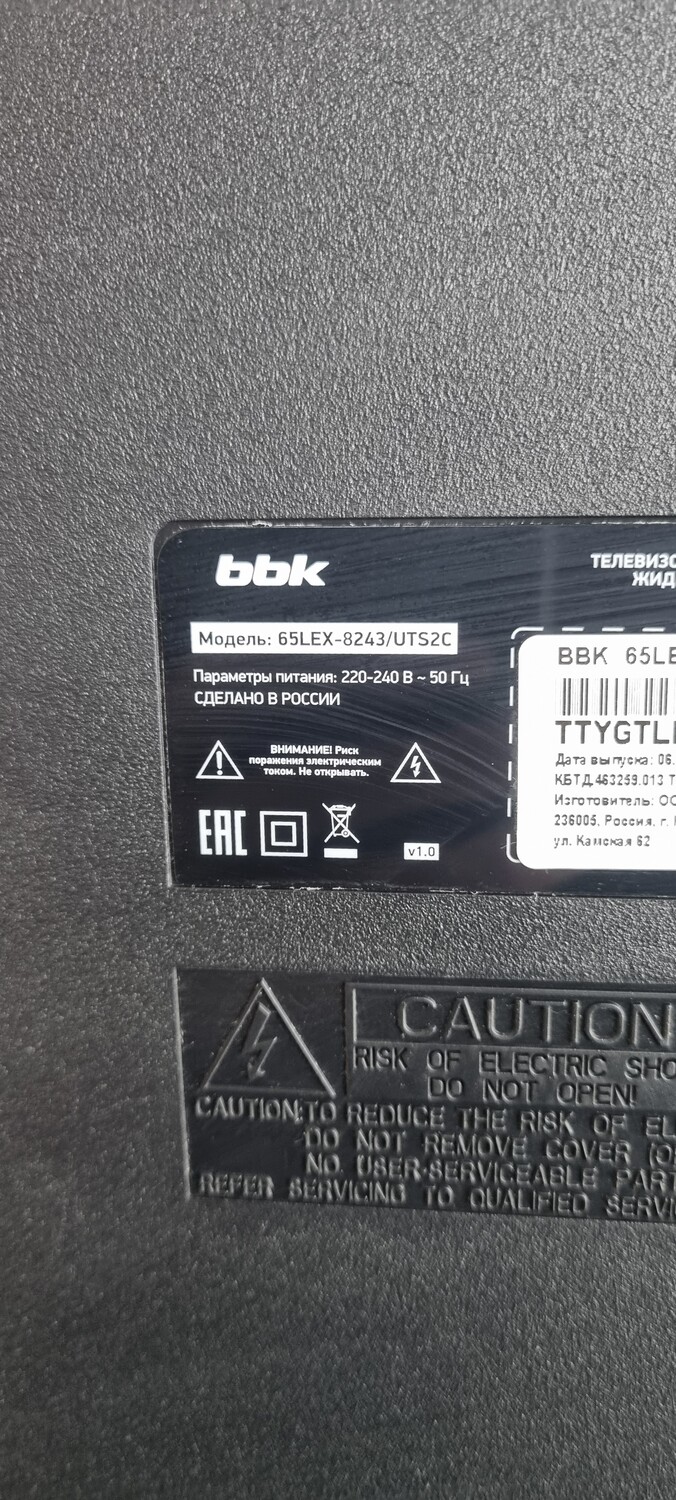 bbk
ТЕЛЕВИЗО
ЖИД
Модель: 65LEX-8243/UTS2C
Параметры питания: 220-240 В ~ 50 Гц
СДЕЛАНО В РОССИИ
ВНИМАНИЕ! Риск
поражения электрическим
током. Не открывать.
EAC
v1.0
BBK 65LE
TTYGTL
Дата выпуска: 06.
КБТД.463259.013 Т
Изготовитель: ОО
236005, Россия, г.
ул. Камская 62
CAUTION
RISK OF ELECTRIC SHO
DO NOT OPEN!
CAUTION:TO REDUCE THE RISK OF EL
DO NOT REMOVE COVER (O
NO USER-SERVICEABLE PART
REFER SERVICING TO QUALIFIED SERVI